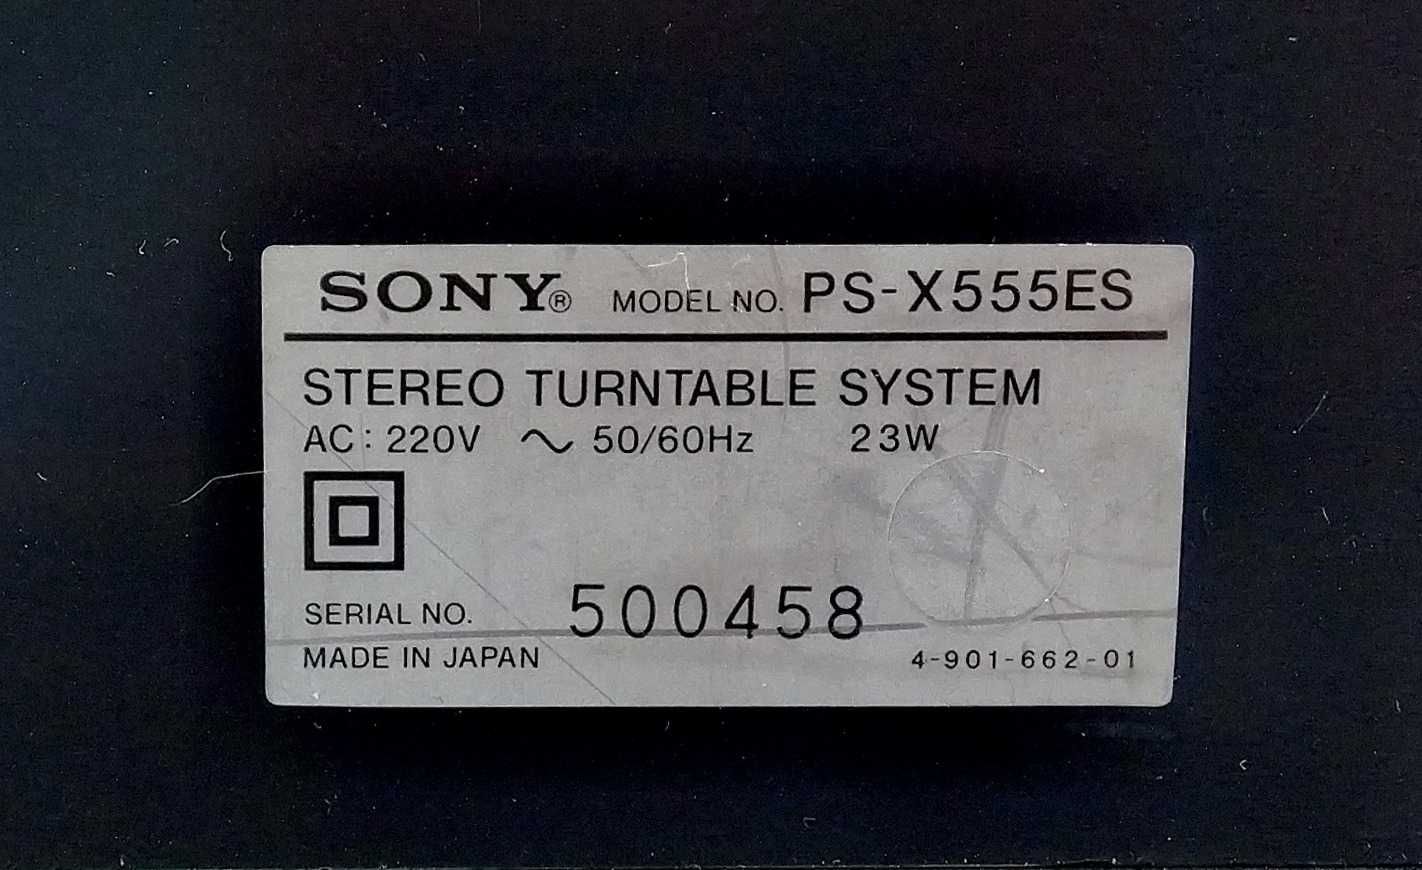 SONY® MODEL NO. PS-X555ES
STEREO TURNTABLE SYSTEM
AC: 220V ~ 50/60Hz 23W
SERIAL NO. 500458
MADE IN JAPAN 4-901-662-01